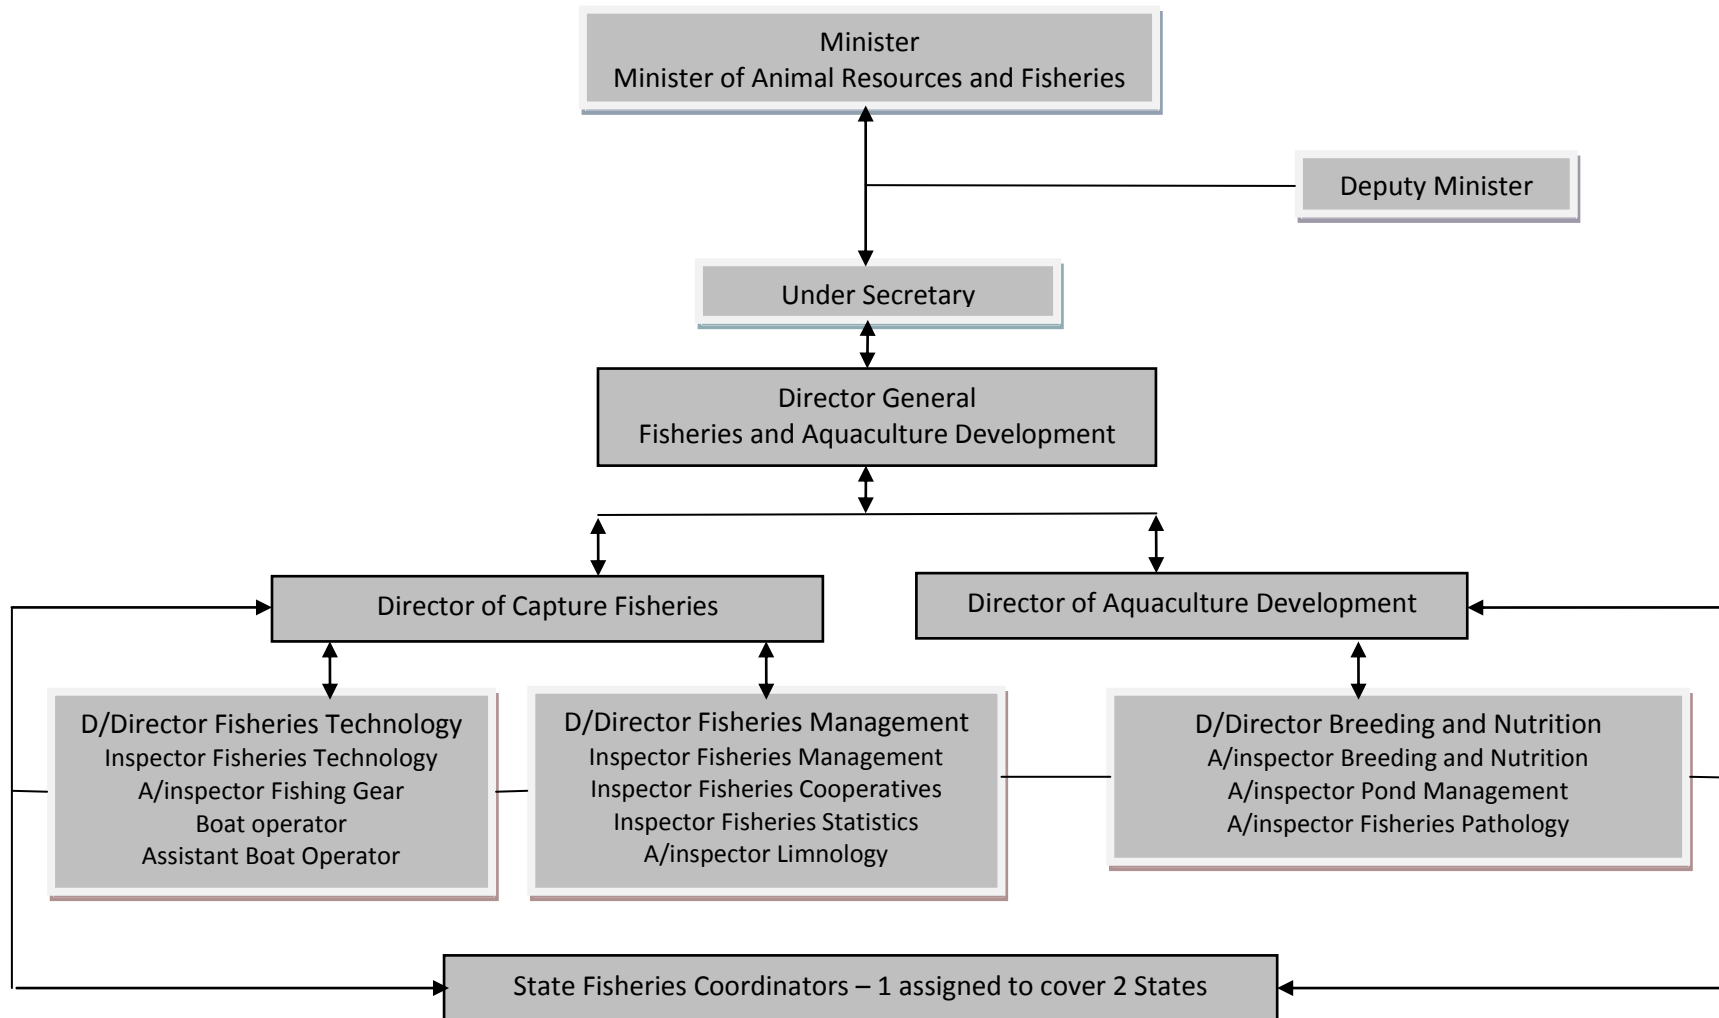 Minister
Minister of Animal Resources and Fisheries
Deputy Minister
Under Secretary
Director General
Fisheries and Aquaculture Development
Director of Capture Fisheries
Director of Aquaculture Development
D/Director Fisheries Technology
Inspector Fisheries Technology
A/inspector Fishing Gear
Boat operator
Assistant Boat Operator
D/Director Fisheries Management
Inspector Fisheries Management
Inspector Fisheries Cooperatives
Inspector Fisheries Statistics
A/inspector Limnology
D/Director Breeding and Nutrition
A/inspector Breeding and Nutrition
A/inspector Pond Management
A/inspector Fisheries Pathology
State Fisheries Coordinators – 1 assigned to cover 2 States